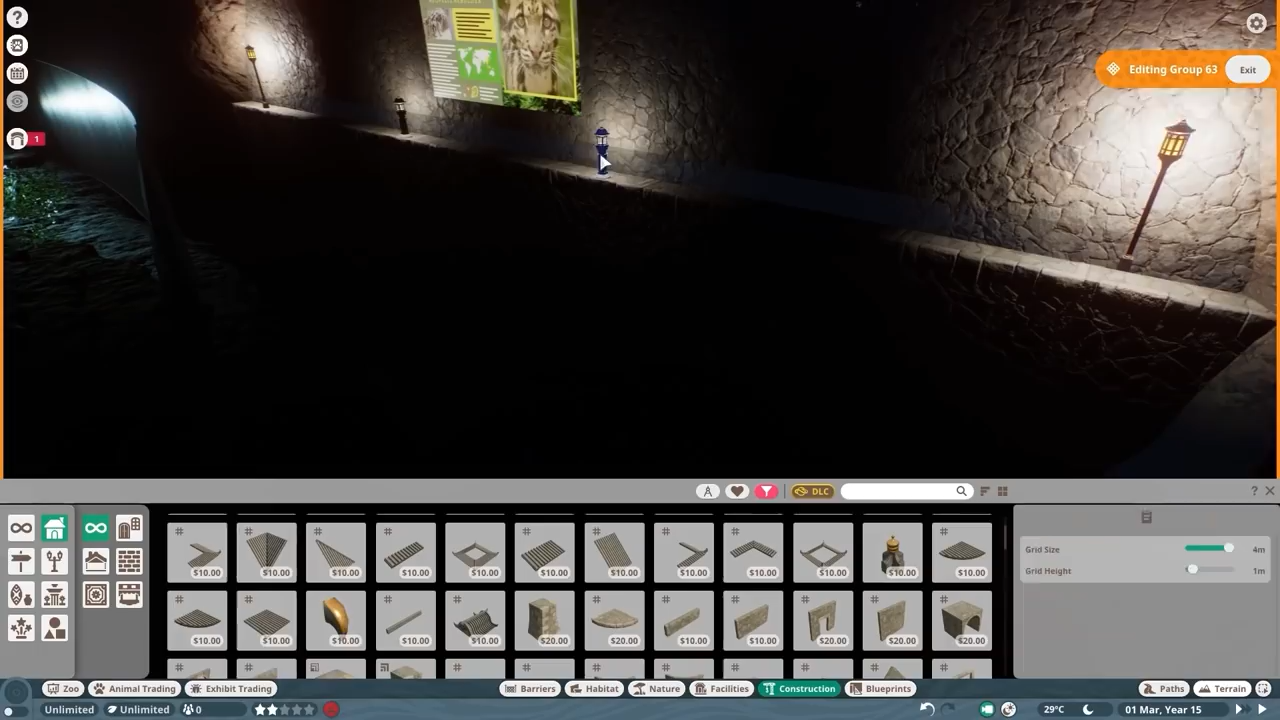 Editing Group 63
Exit
1
DLC
Grid Size
4m
Grid Height
1m
$10.00 $10.00 $10.00 $10.00 $10.00 $10.00 $10.00 $10.00 $10.00 $10.00 $10.00 $10.00
$10.00 $10.00 $10.00 $10.00 $10.00 $20.00 $20.00 $10.00 $10.00 $20.00 $20.00 $20.00
Zoo Animal Trading Exhibit Trading Barriers Habitat Nature Facilities Construction Blueprints Paths Terrain
Unlimited Unlimited 0 29°C 01 Mar, Year 15